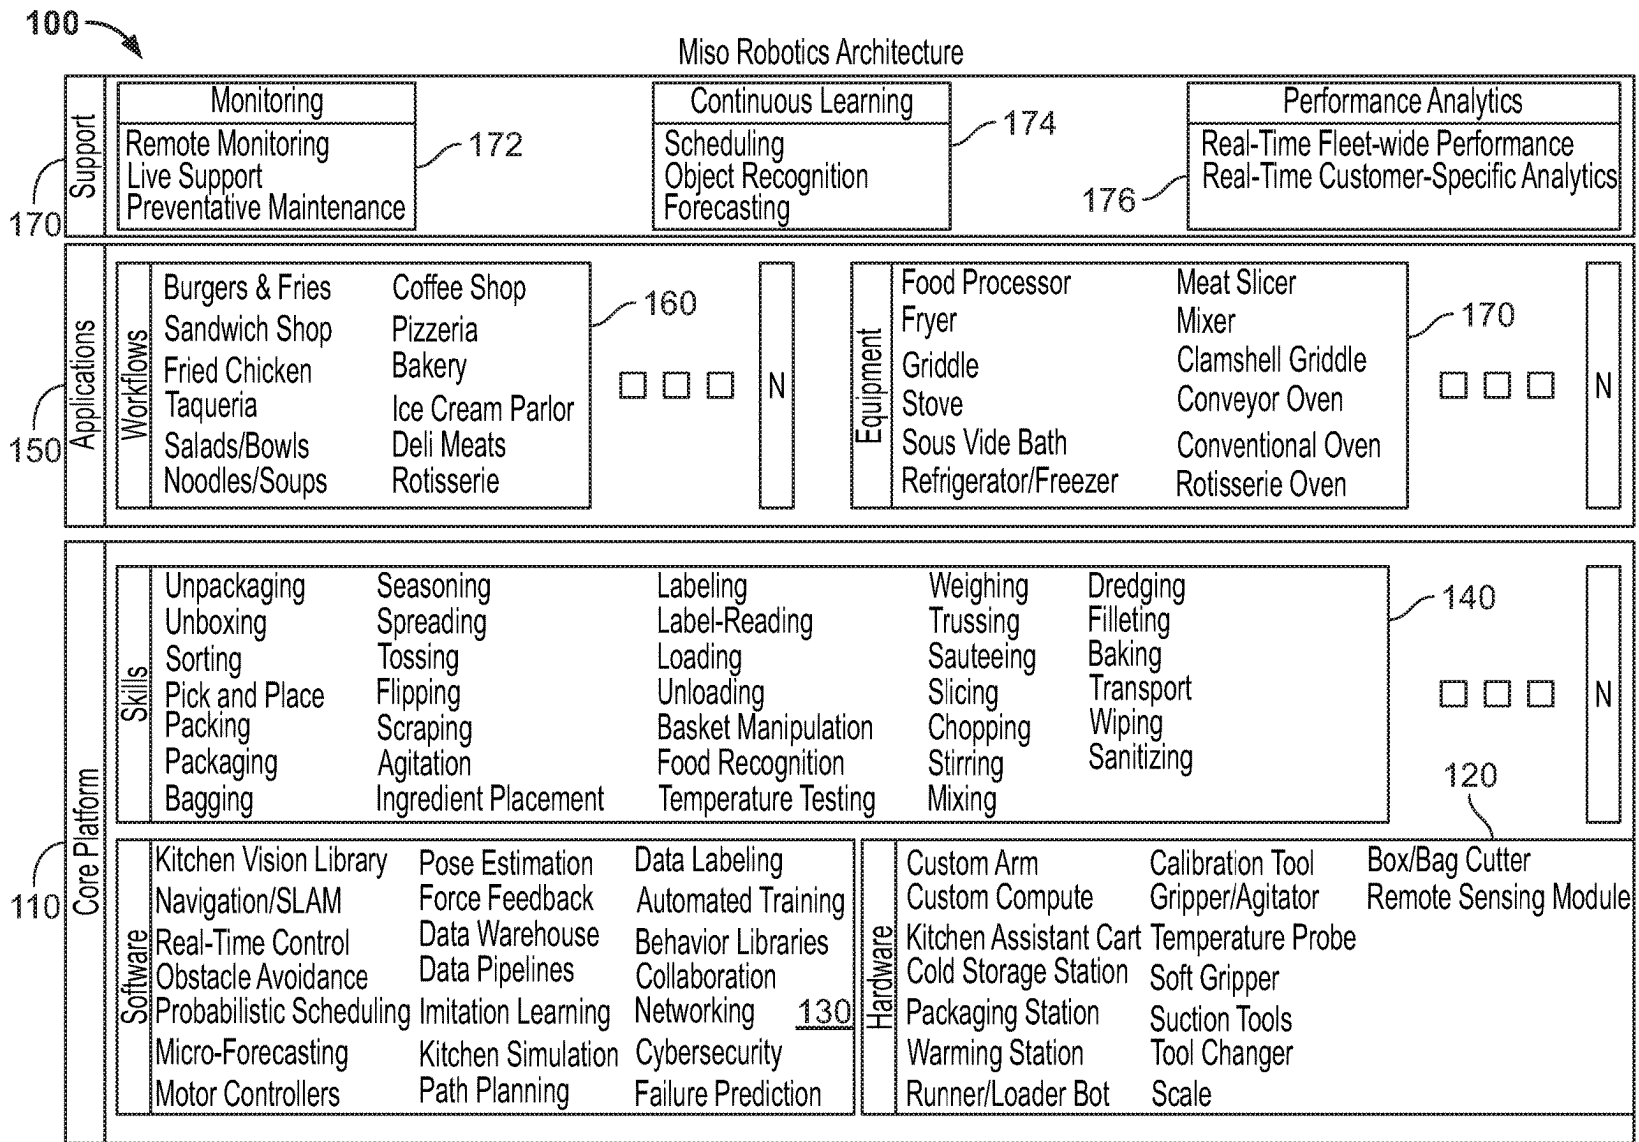 100
Miso Robotics Architecture
Support
170
Monitoring
Remote Monitoring
Live Support
Preventative Maintenance
172
Continuous Learning
Scheduling
Object Recognition
Forecasting
174
Performance Analytics
Real-Time Fleet-wide Performance
Real-Time Customer-Specific Analytics
176
Applications
150
Workflows
Burgers & Fries
Sandwich Shop
Fried Chicken
Taqueria
Salads/Bowls
Noodles/Soups
Coffee Shop
Pizzeria
Bakery
Ice Cream Parlor
Deli Meats
Rotisserie
160
N
Equipment
Food Processor
Fryer
Griddle
Stove
Sous Vide Bath
Refrigerator/Freezer
Meat Slicer
Mixer
Clamshell Griddle
Conveyor Oven
Conventional Oven
Rotisserie Oven
170
N
Core Platform
110
Skills
Unpackaging
Unboxing
Sorting
Pick and Place
Packing
Packaging
Bagging
Seasoning
Spreading
Tossing
Flipping
Scraping
Agitation
Ingredient Placement
Labeling
Label-Reading
Loading
Unloading
Basket Manipulation
Food Recognition
Temperature Testing
Weighing
Trussing
Sauteeing
Slicing
Chopping
Stirring
Mixing
Dredging
Filleting
Baking
Transport
Wiping
Sanitizing
140
N
Software
Kitchen Vision Library
Navigation/SLAM
Real-Time Control
Obstacle Avoidance
Probabilistic Scheduling
Micro-Forecasting
Motor Controllers
Pose Estimation
Force Feedback
Data Warehouse
Data Pipelines
Imitation Learning
Kitchen Simulation
Path Planning
Data Labeling
Automated Training
Behavior Libraries
Collaboration
Networking
Cybersecurity
Failure Prediction
130
120
Hardware
Custom Arm
Custom Compute
Kitchen Assistant Cart
Cold Storage Station
Packaging Station
Warming Station
Runner/Loader Bot
Calibration Tool
Gripper/Agitator
Temperature Probe
Soft Gripper
Suction Tools
Tool Changer
Scale
Box/Bag Cutter
Remote Sensing Module